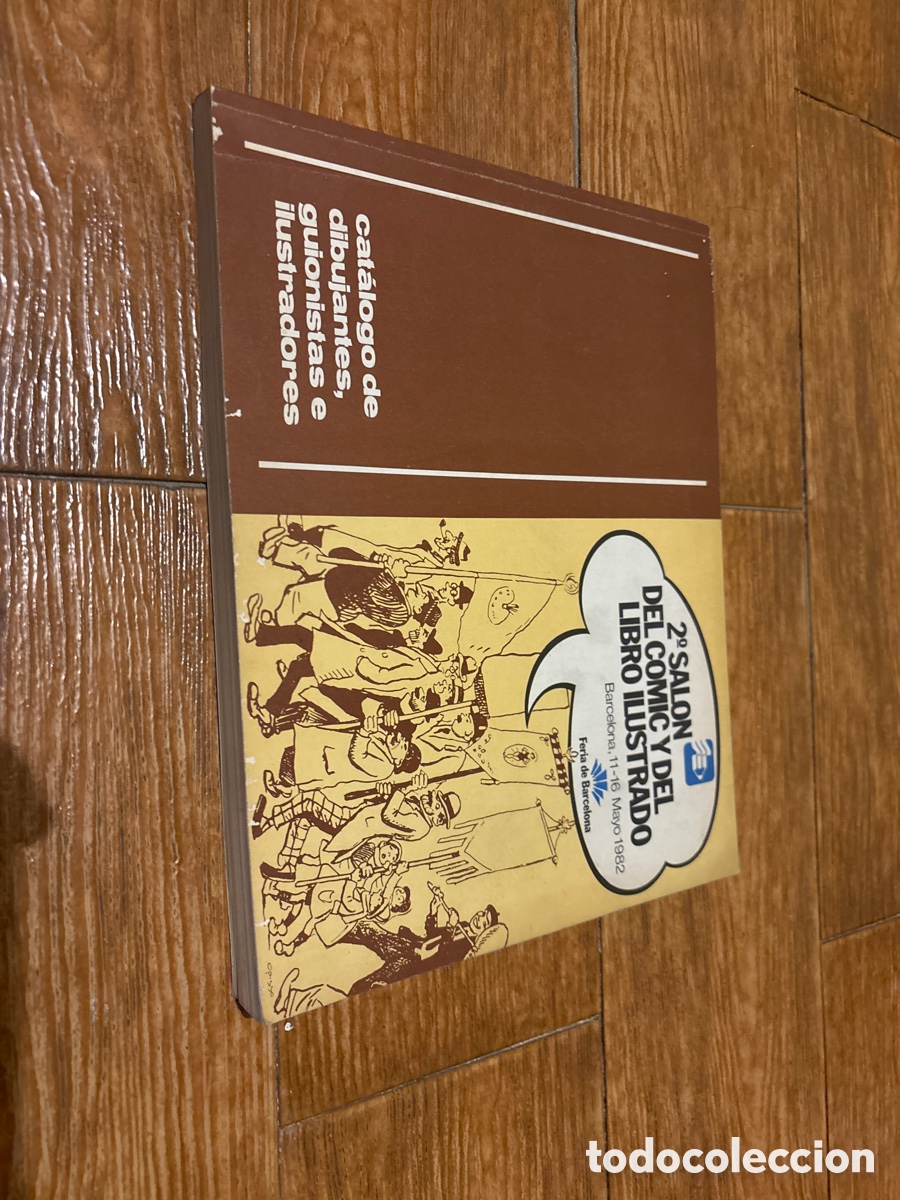 catálogo de
dibujantes,
guionistas e
ilustradores
2º SALON
DEL COMIC Y DEL
LIBRO ILUSTRADO
Barcelona, 11-16 Mayo 1982
Feria de Barcelona
opisso
todocoleccion